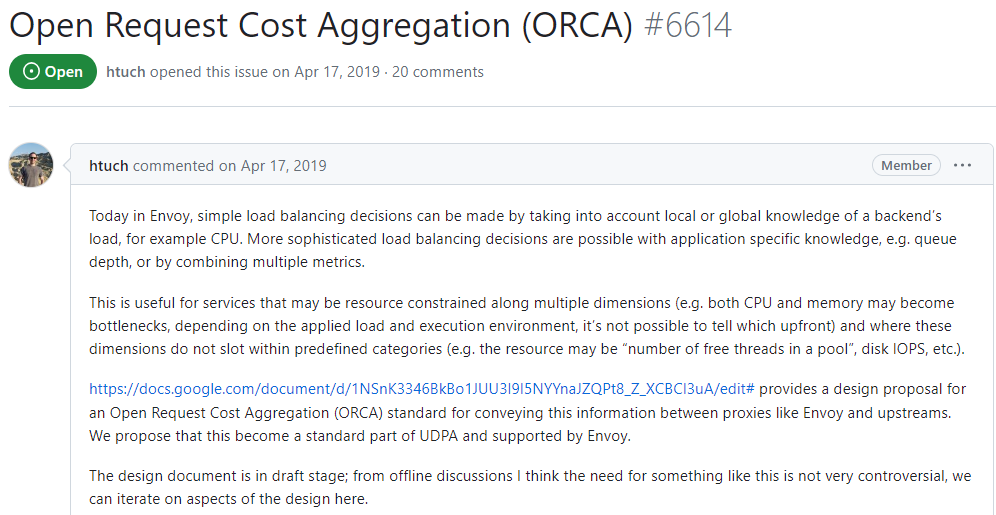 Open Request Cost Aggregation (ORCA) #6614
Open htuch opened this issue on Apr 17, 2019 · 20 comments
htuch commented on Apr 17, 2019 Member ···
Today in Envoy, simple load balancing decisions can be made by taking into account local or global knowledge of a backend’s
load, for example CPU. More sophisticated load balancing decisions are possible with application specific knowledge, e.g. queue
depth, or by combining multiple metrics.
This is useful for services that may be resource constrained along multiple dimensions (e.g. both CPU and memory may become
bottlenecks, depending on the applied load and execution environment, it’s not possible to tell which upfront) and where these
dimensions do not slot within predefined categories (e.g. the resource may be “number of free threads in a pool”, disk IOPS, etc.).
https://docs.google.com/document/d/1NSnK3346BkBo1JUU3I9I5NYYnaJZQPt8_Z_XCBCI3uA/edit# provides a design proposal for
an Open Request Cost Aggregation (ORCA) standard for conveying this information between proxies like Envoy and upstreams.
We propose that this become a standard part of UDPA and supported by Envoy.
The design document is in draft stage; from offline discussions I think the need for something like this is not very controversial, we
can iterate on aspects of the design here.